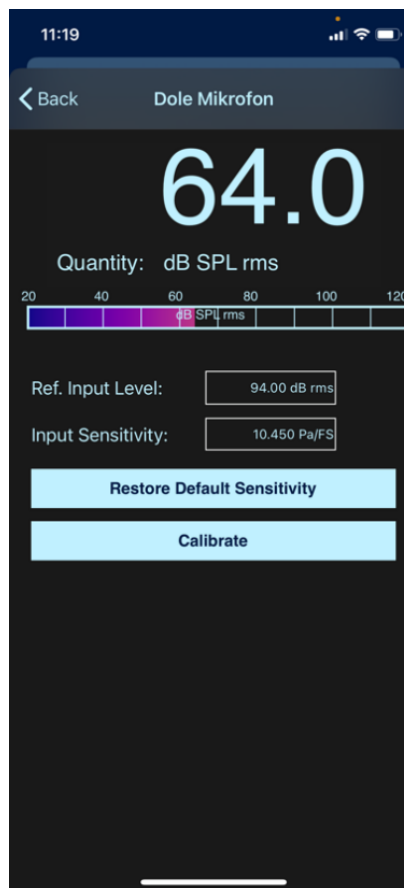 11:19
Back Dole Mikrofon
64.0
Quantity: dB SPL rms
20 40 60 80 100 120
dB SPL rms
Ref. Input Level: 94.00 dB rms
Input Sensitivity: 10.450 Pa/FS
Restore Default Sensitivity
Calibrate